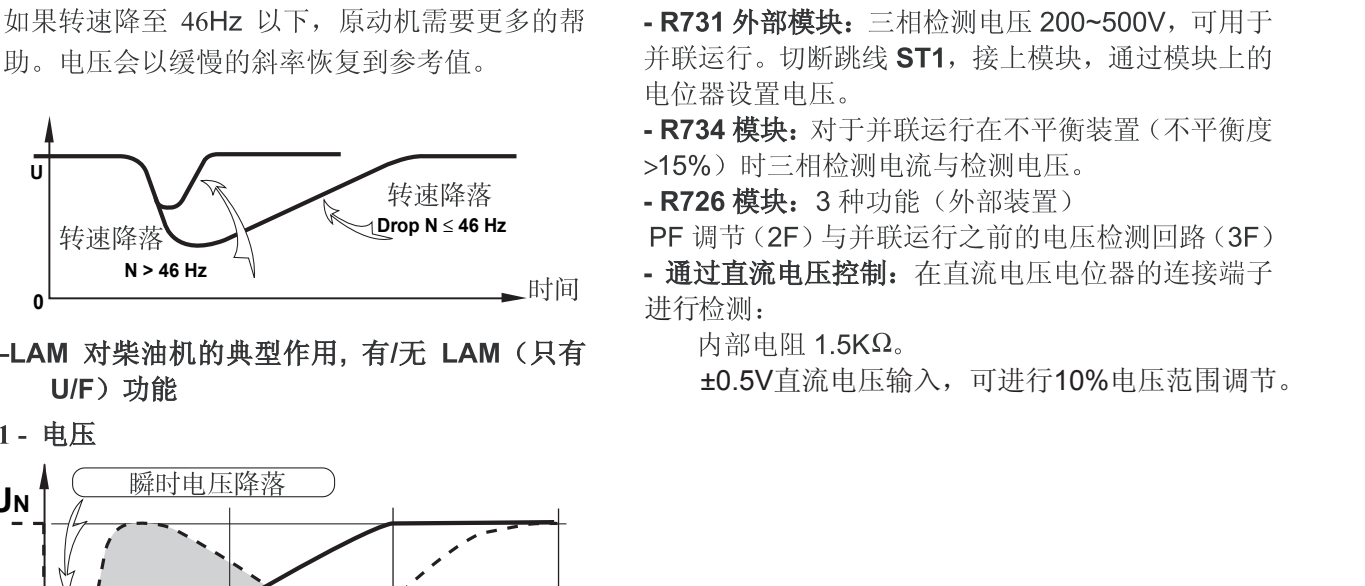 如果转速降至 46Hz 以下，原动机需要更多的帮
助。电压会以缓慢的斜率恢复到参考值。
U
转速降落
N > 46 Hz
转速降落
Drop N ≤ 46 Hz
0
时间
–LAM 对柴油机的典型作用, 有/无 LAM（只有
U/F）功能
1 - 电压
瞬时电压降落
UN
- R731 外部模块：三相检测电压 200~500V，可用于
并联运行。切断跳线 ST1，接上模块，通过模块上的
电位器设置电压。
- R734 模块：对于并联运行在不平衡装置（不平衡度
>15%）时三相检测电流与检测电压。
- R726 模块：3 种功能（外部装置）
PF 调节（2F）与并联运行之前的电压检测回路（3F）
- 通过直流电压控制：在直流电压电位器的连接端子
进行检测：
内部电阻 1.5KΩ。
±0.5V直流电压输入，可进行10%电压范围调节。